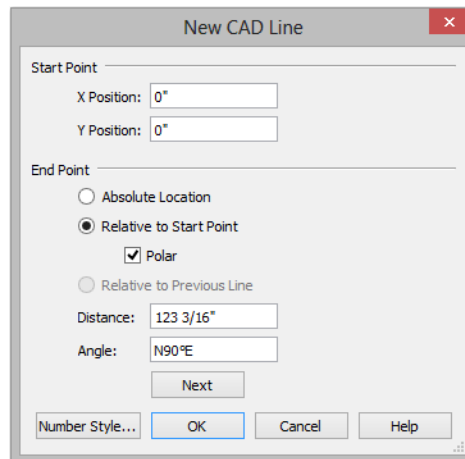 New CAD Line
Start Point
X Position: 0"
Y Position: 0"
End Point
Absolute Location
Relative to Start Point
Polar
Relative to Previous Line
Distance: 123 3/16"
Angle: N90°E
Next
Number Style... OK Cancel Help